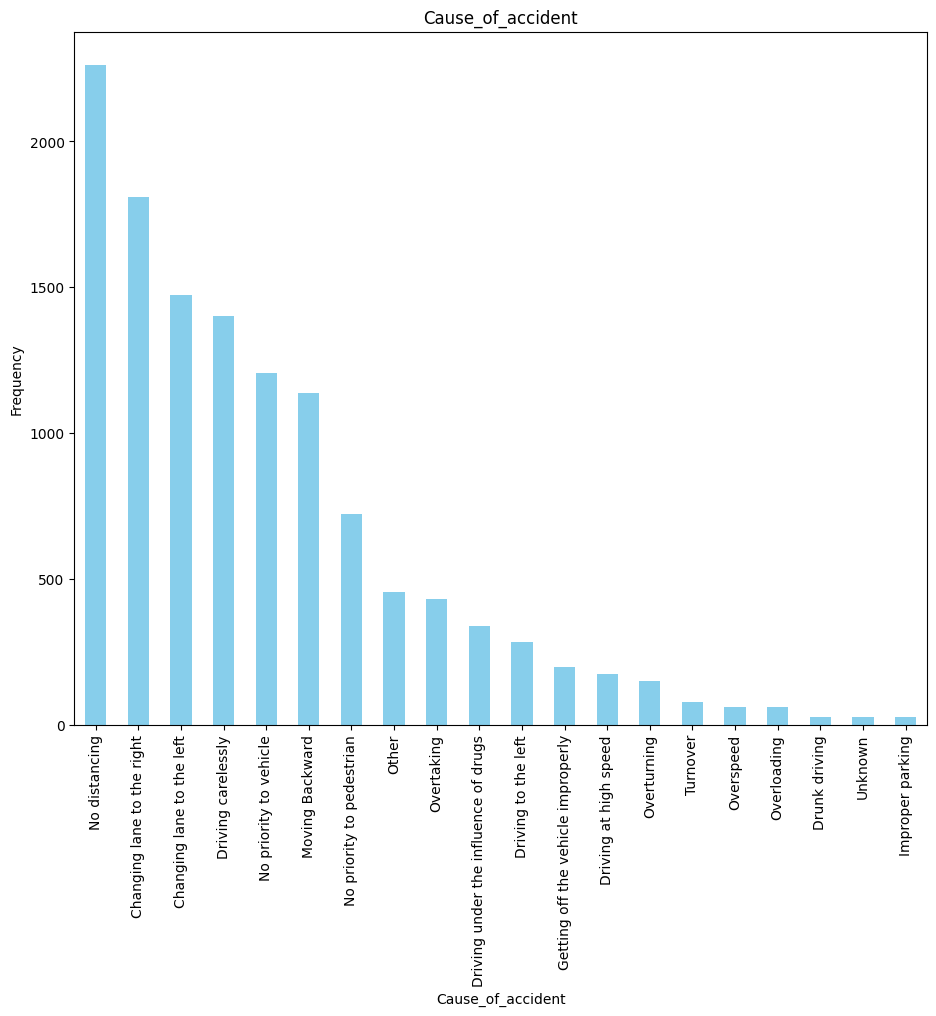 Cause_of_accident
2000
1500
1000
500
0
Frequency
No distancing
Changing lane to the right
Changing lane to the left
Driving carelessly
No priority to vehicle
Moving Backward
No priority to pedestrian
Other
Overtaking
Driving under the influence of drugs
Driving to the left
Getting off the vehicle improperly
Driving at high speed
Overturning
Turnover
Overspeed
Overloading
Drunk driving
Unknown
Improper parking
Cause_of_accident